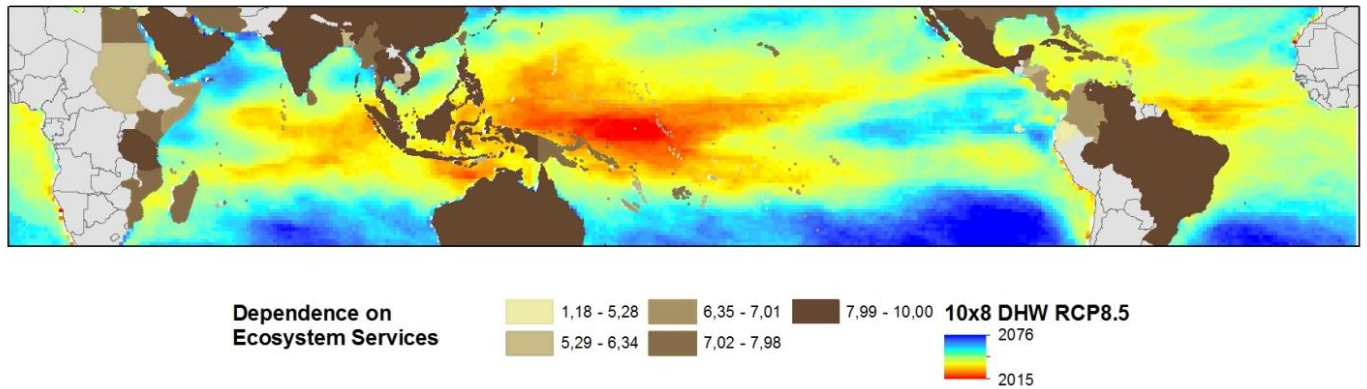 Dependence on
Ecosystem Services
1,18 - 5,28
5,29 - 6,34
6,35 - 7,01
7,02 - 7,98
7,99 - 10,00
10x8 DHW RCP8.5
2076
2015